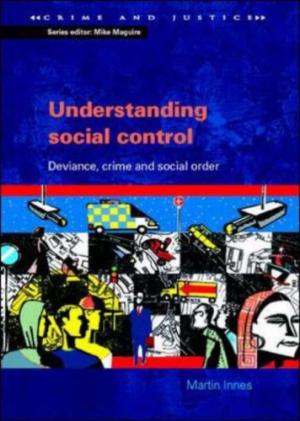 CRIME AND JUSTICE
Series editor: Mike Maguire
Understanding
social control
Deviance, crime and social order
Martin Innes